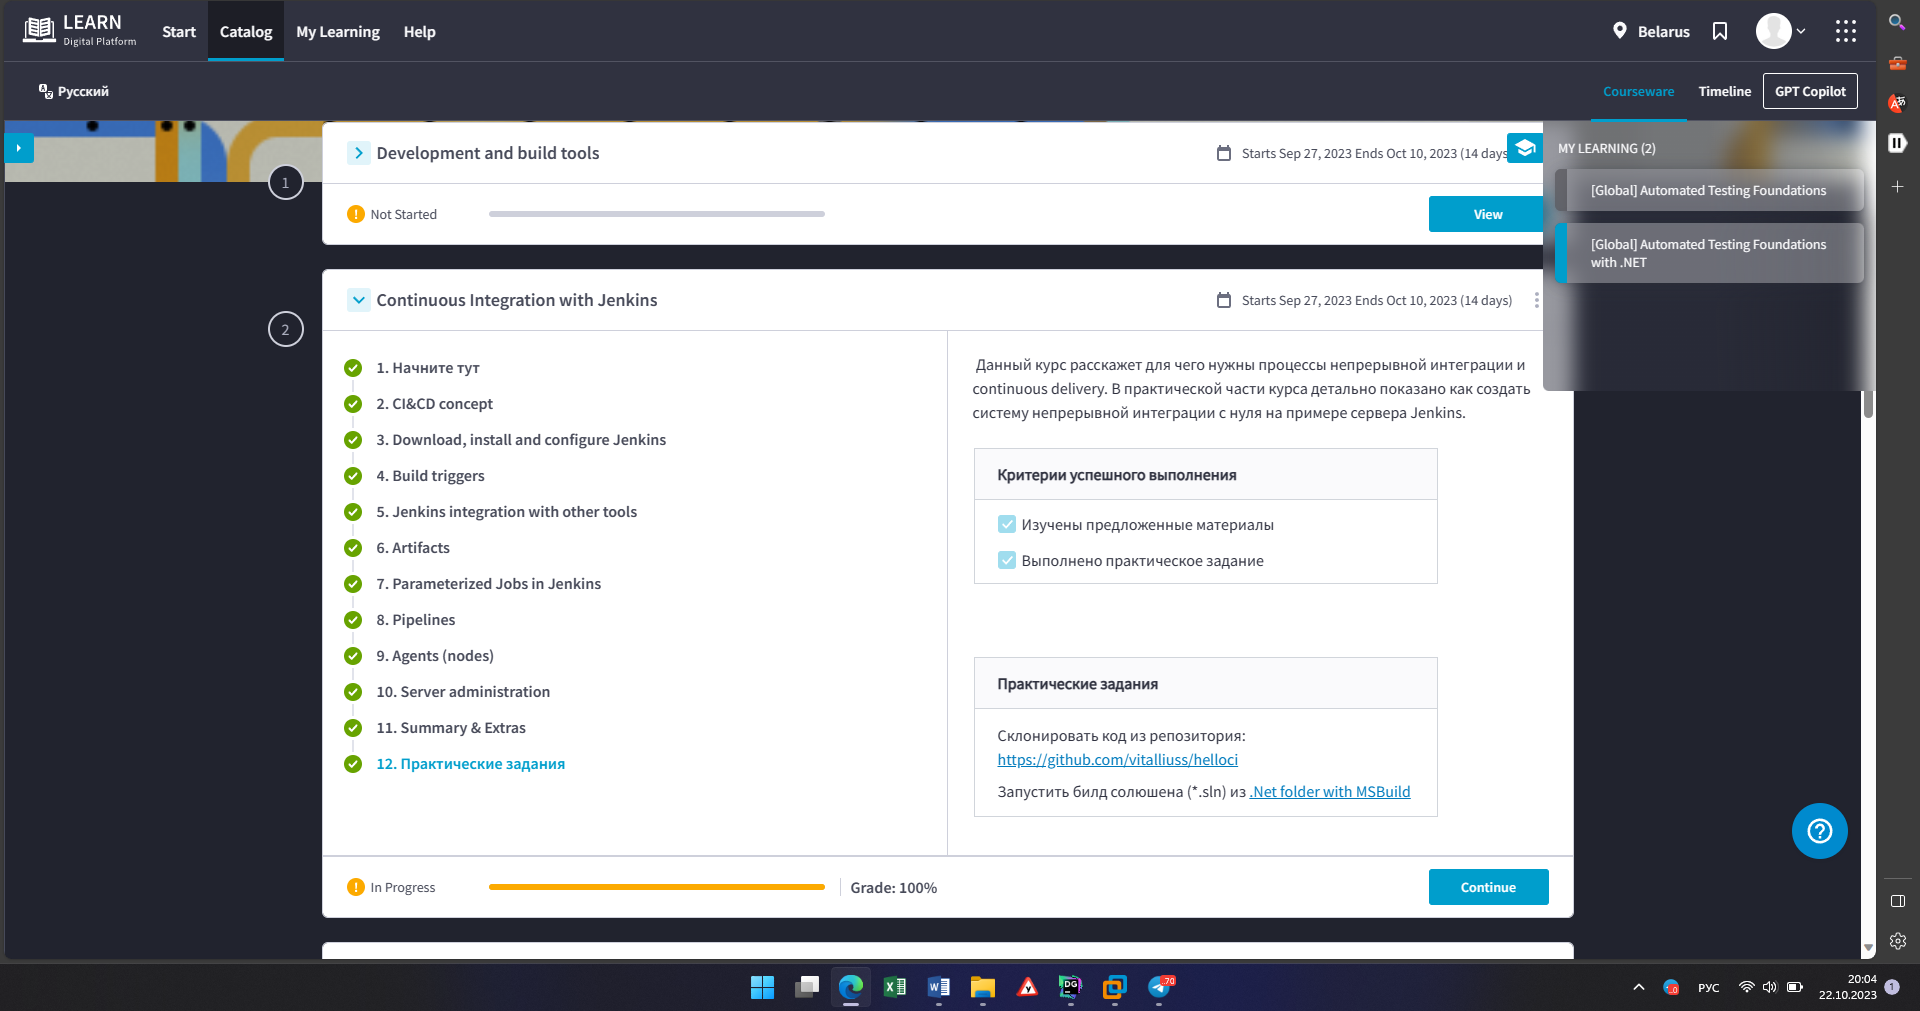 LEARN
Digital Platform
Start
Catalog
My Learning
Help
Belarus
Русский
Courseware
Timeline
GPT Copilot
1
Development and build tools
Starts Sep 27, 2023 Ends Oct 10, 2023 (14 days
Not Started
View
MY LEARNING (2)
[Global] Automated Testing Foundations
[Global] Automated Testing Foundations
with .NET
2
Continuous Integration with Jenkins
Starts Sep 27, 2023 Ends Oct 10, 2023 (14 days)
1. Начните тут
2. CI&CD concept
3. Download, install and configure Jenkins
4. Build triggers
5. Jenkins integration with other tools
6. Artifacts
7. Parameterized Jobs in Jenkins
8. Pipelines
9. Agents (nodes)
10. Server administration
11. Summary & Extras
12. Практические задания
Данный курс расскажет для чего нужны процессы непрерывной интеграции и
continuous delivery. В практической части курса детально показано как создать
систему непрерывной интеграции с нуля на примере сервера Jenkins.
Критерии успешного выполнения
Изучены предложенные материалы
Выполнено практическое задание
Практические задания
Склонировать код из репозитория:
https://github.com/vitalliuss/helloci
Запустить билд солюшена (*.sln) из .Net folder with MSBuild
In Progress
Grade: 100%
Continue
DG
70
РУС
20:04
22.10.2023
1